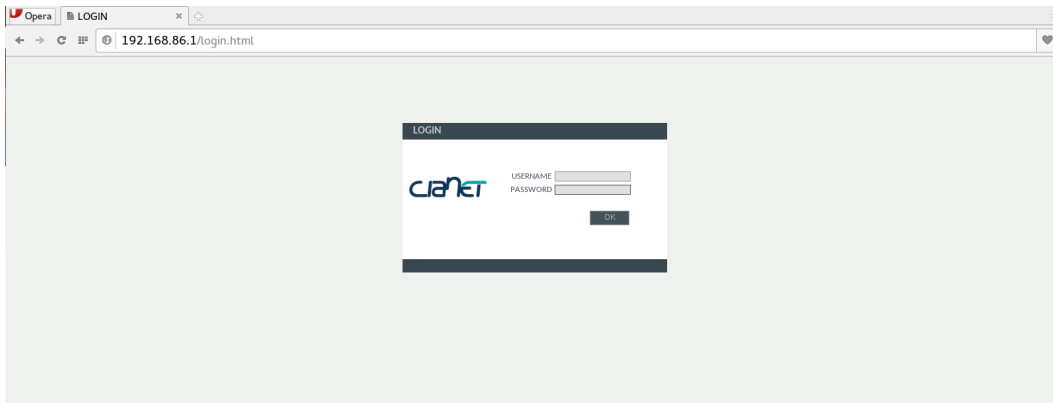 Opera LOGIN
192.168.86.1/login.html
LOGIN
CIANET
USERNAME
PASSWORD
OK